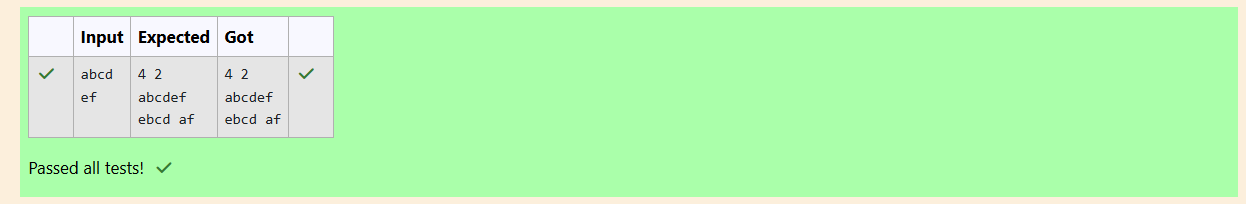 Input Expected Got
abcd 4 2 4 2
ef abcdef abcdef
ebcd af ebcd af
Passed all tests!